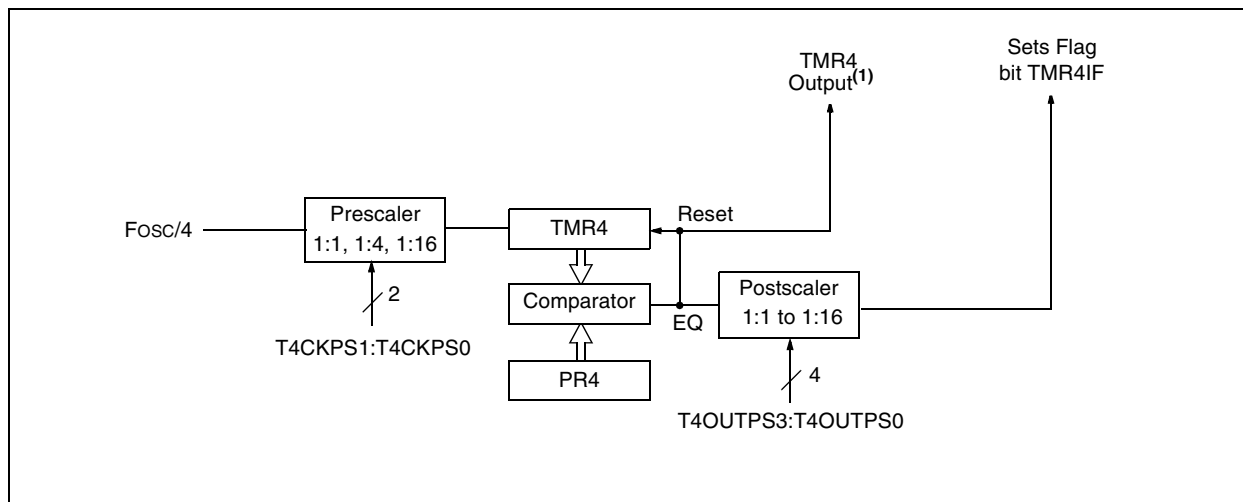 TMR4
Output(1)
Sets Flag
bit TMR4IF
FOSC/4
Prescaler
1:1, 1:4, 1:16
TMR4
Reset
2
Comparator
EQ
Postscaler
1:1 to 1:16
T4CKPS1:T4CKPS0
PR4
4
T4OUTPS3:T4OUTPS0